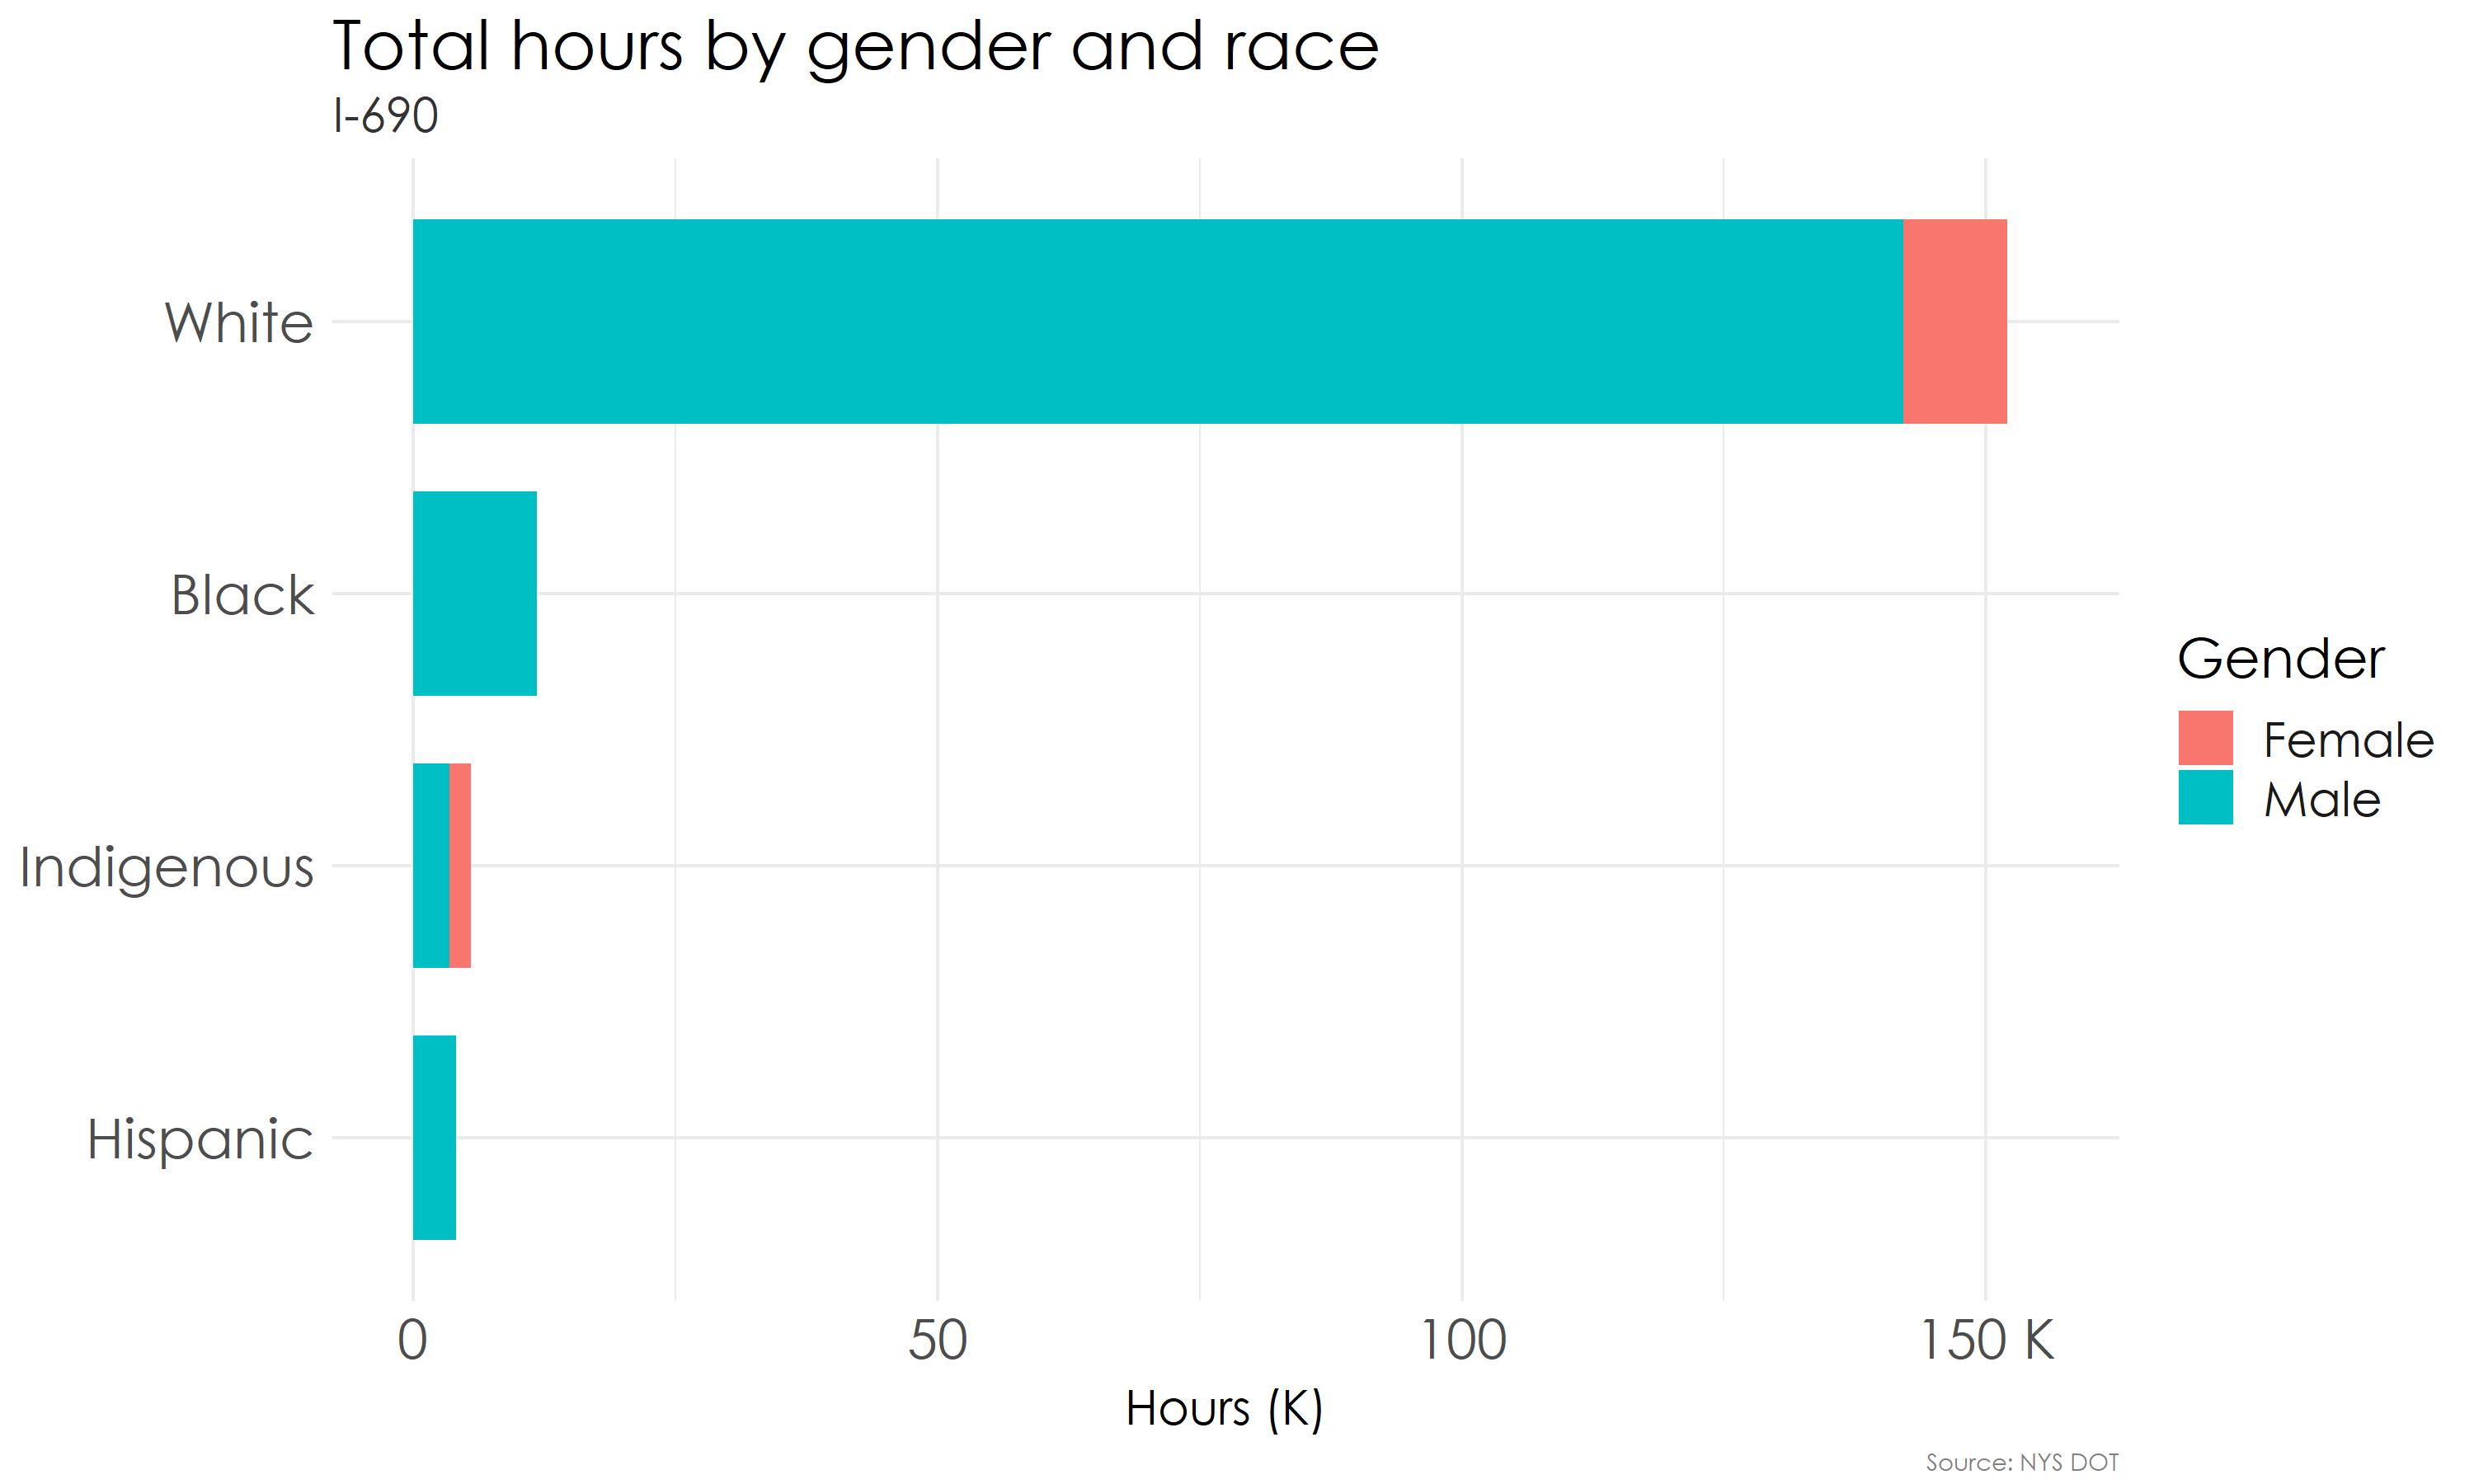 Total hours by gender and race
I-690
White
Black
Indigenous
Hispanic
0 50 100 150 K
Hours (K)
Gender
Female
Male
Source: NYS DOT